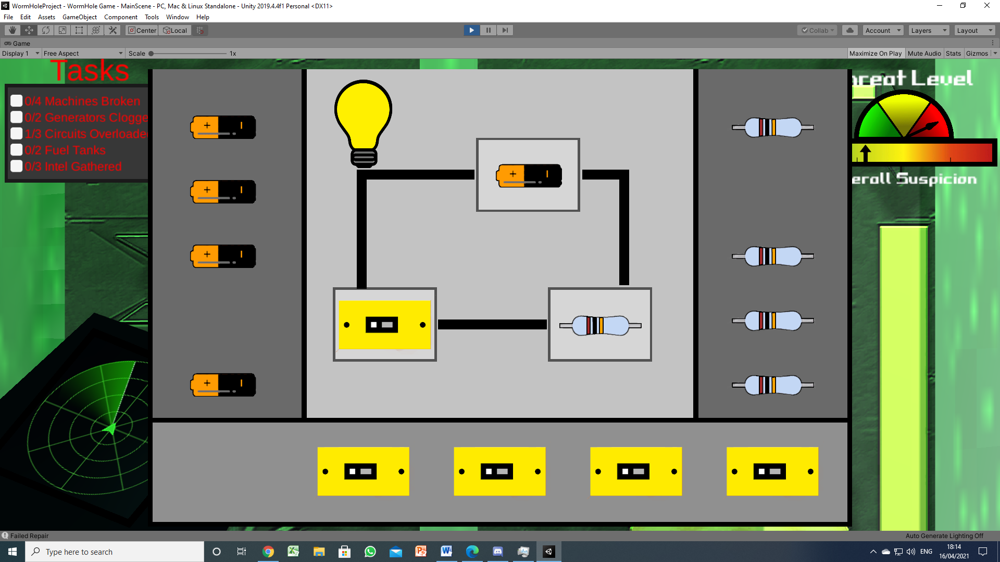 WormHoleProject - WormHole Game - MainScene - PC, Mac & Linux Standalone - Unity 2019.4.4f1 Personal <DX11>
File Edit Assets GameObject Component Tools Window Help
Center Local Collab Account Layers Layout
Game
Display 1 Free Aspect Scale 1x Maximize On Play Mute Audio Stats Gizmos
Tasks
0/4 Machines Broken
0/2 Generators Clogge
1/3 Circuits Overloade
0/2 Fuel Tanks
0/3 Intel Gathered
reat Level
erall Suspicion
Failed Repair
Auto Generate Lighting Off
Type here to search
ENG
18:14
16/04/2021